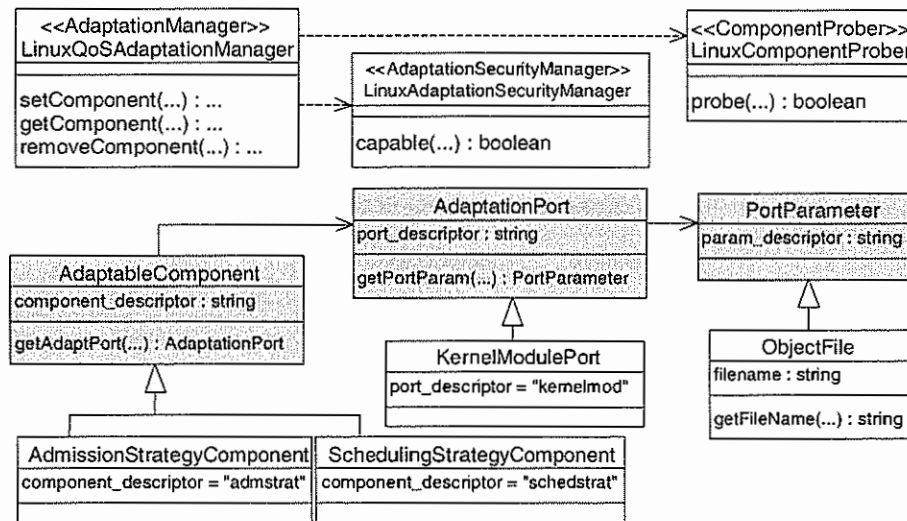 <<AdaptationManager>>
LinuxQoSAdaptationManager
setComponent(...) : ...
getComponent(...) : ...
removeComponent(...) : ...
<<AdaptationSecurityManager>>
LinuxAdaptationSecurityManager
capable(...) : boolean
<<ComponentProber>>
LinuxComponentProber
probe(...) : boolean
AdaptableComponent
component_descriptor : string
getAdaptPort(...) : AdaptationPort
AdaptationPort
port_descriptor : string
getPortParam(...) : PortParameter
PortParameter
param_descriptor : string
KernelModulePort
port_descriptor = "kernelmod"
ObjectFile
filename : string
getFileName(...) : string
AdmissionStrategyComponent
component_descriptor = "admstrat"
SchedulingStrategyComponent
component_descriptor = "schedstrat"